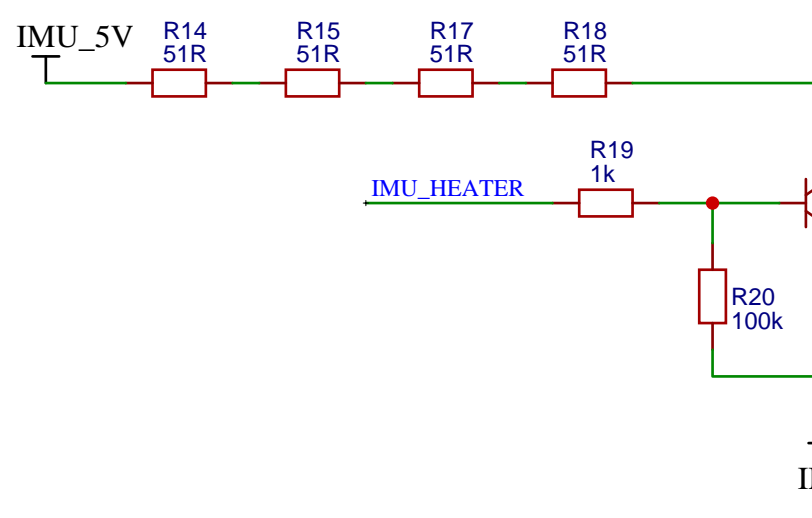 IMU_5V
R14
51R
R15
51R
R17
51R
R18
51R
R19
1k
IMU_HEATER
R20
100k